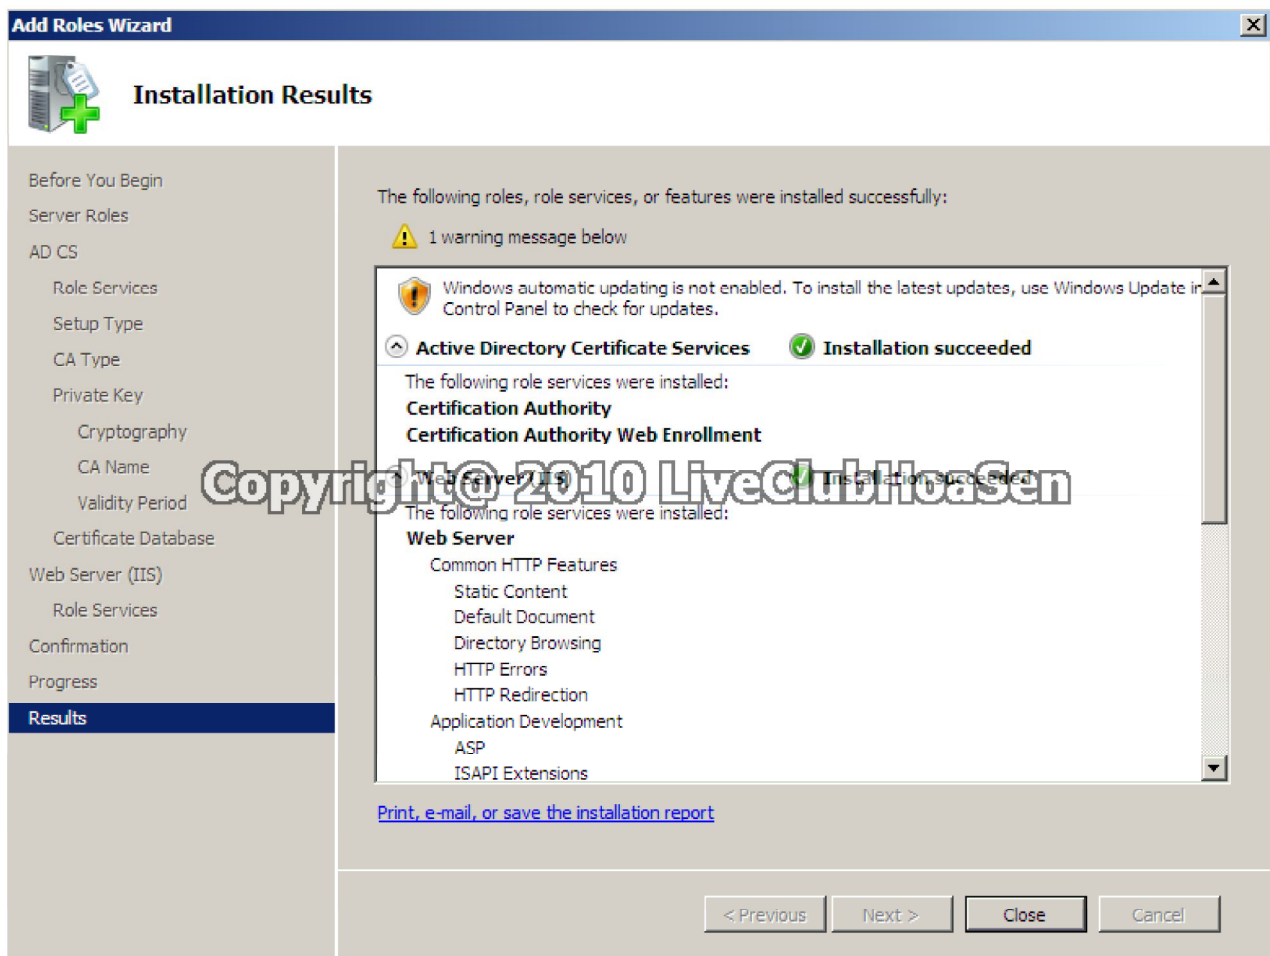 Add Roles Wizard
Installation Results
Before You Begin
Server Roles
AD CS
Role Services
Setup Type
CA Type
Private Key
Cryptography
CA Name
Validity Period
Certificate Database
Web Server (IIS)
Role Services
Confirmation
Progress
Results
The following roles, role services, or features were installed successfully:
1 warning message below
Windows automatic updating is not enabled. To install the latest updates, use Windows Update in
Control Panel to check for updates.
Active Directory Certificate Services Installation succeeded
The following role services were installed:
Certification Authority
Certification Authority Web Enrollment
Web Server (IIS) Installation succeeded
Copyright@ 2010 LiveClubHoaSen
The following role services were installed:
Web Server
Common HTTP Features
Static Content
Default Document
Directory Browsing
HTTP Errors
HTTP Redirection
Application Development
ASP
ISAPI Extensions
Print, e-mail, or save the installation report
< Previous Next > Close Cancel